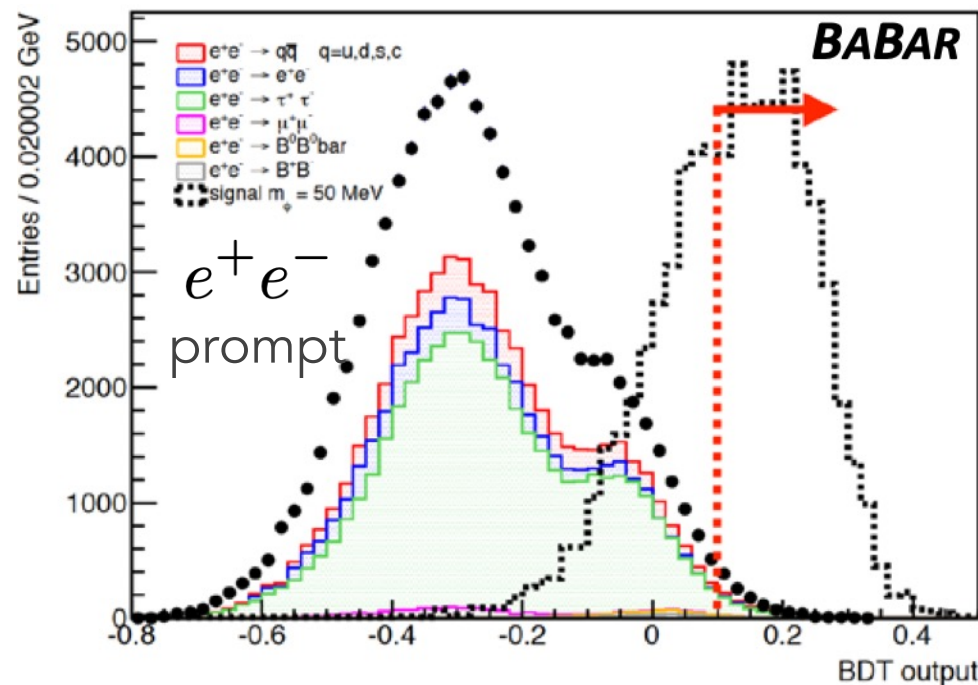 BABAR
Entries / 0.020002 GeV
5000
4000
3000
2000
1000
0
e⁺e⁻ → qq̅ q=u,d,s,c
e⁺e⁻ → e⁺e⁻
e⁺e⁻ → τ⁺ τ⁻
e⁺e⁻ → μ⁺μ⁻
e⁺e⁻ → B⁰B⁰bar
e⁺e⁻ → B⁺B⁻
signal m_φ = 50 MeV
e⁺e⁻
prompt
-0.8 -0.6 -0.4 -0.2 0 0.2 0.4
BDT output